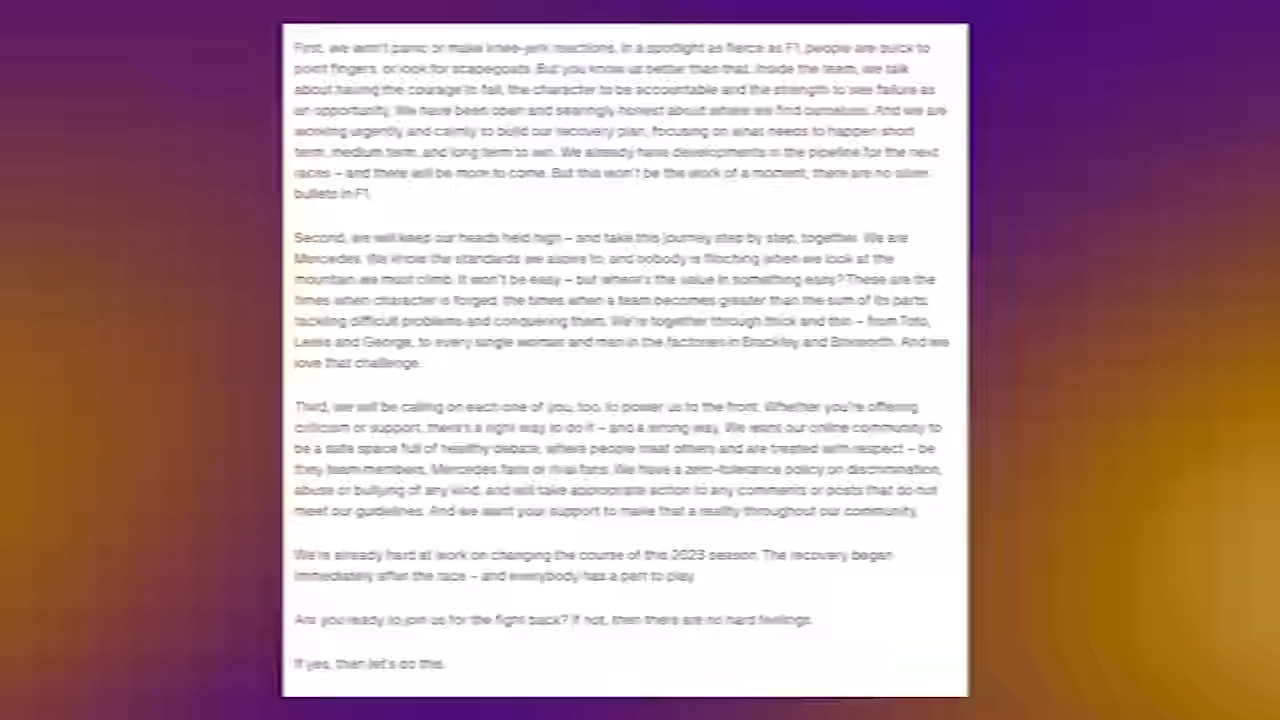 First, we won't panic or make knee-jerk reactions. In a spotlight as fierce as F1, people are quick to
point fingers, or look for scapegoats. But you know us better than that. Inside the team, we talk
about having the courage to fail, the character to be accountable and the strength to see failure as
an opportunity. We have been open and searingly honest about where we find ourselves. And we are
working urgently and calmly to build our recovery plan, focusing on what needs to happen short
term, medium term, and long term to win. We already have developments in the pipeline for the next
races – and there will be more to come. But this won't be the work of a moment; there are no silver
bullets in F1.
Second, we will keep our heads held high – and take this journey step by step, together. We are
Mercedes. We know the standards we aspire to, and nobody is flinching when we look at the
mountain we must climb. It won't be easy – but where's the value in something easy? These are the
times when character is forged, the times when a team becomes greater than the sum of its parts;
tackling difficult problems and conquering them. We're together through thick and thin – from Toto,
Lewis and George, to every single woman and man in the factories in Brackley and Brixworth. And we
love that challenge.
Third, we will be calling on each one of you, too, to power us to the front. Whether you're offering
criticism or support, there's a right way to do it – and a wrong way. We want our online community to
be a safe space full of healthy debate, where people treat others and are treated with respect – be
they team members, Mercedes fans or rival fans. We have a zero-tolerance policy on discrimination,
abuse or bullying of any kind, and will take appropriate action to any comments or posts that do not
meet our guidelines. And we want your support to make that a reality throughout our community.
We're already hard at work on changing the course of this 2023 season. The recovery began
immediately after the race – and everybody has a part to play.
Are you ready to join us for the fight back? If not, then there are no hard feelings.
If yes, then let's do this.